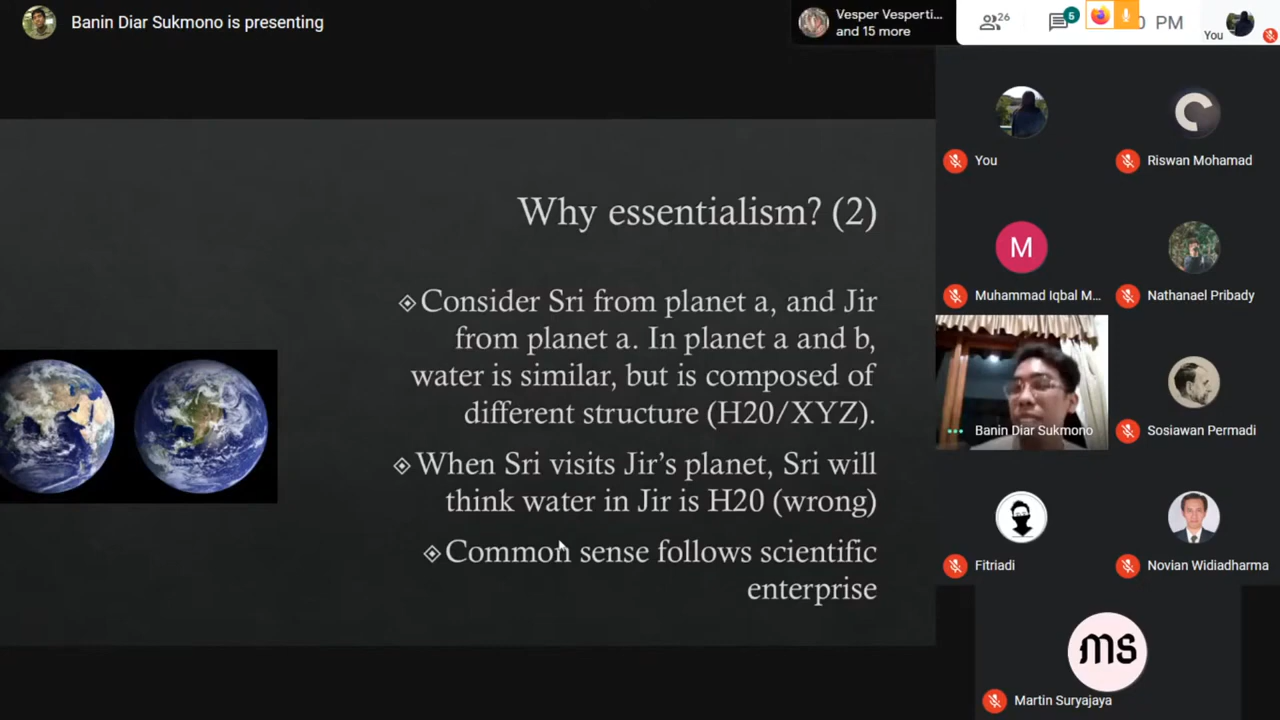 Banin Diar Sukmono is presenting
Vesper Vesperti...
and 15 more
26
5
PM
You
Why essentialism? (2)
Consider Sri from planet a, and Jir
from planet a. In planet a and b,
water is similar, but is composed of
different structure (H20/XYZ).
When Sri visits Jir's planet, Sri will
think water in Jir is H20 (wrong)
Common sense follows scientific
enterprise
You
Riswan Mohamad
M
Muhammad Iqbal M...
Nathanael Pribady
Banin Diar Sukmono
Sosiawan Permadi
Fitriadi
Novian Widiadharma
ms
Martin Suryajaya